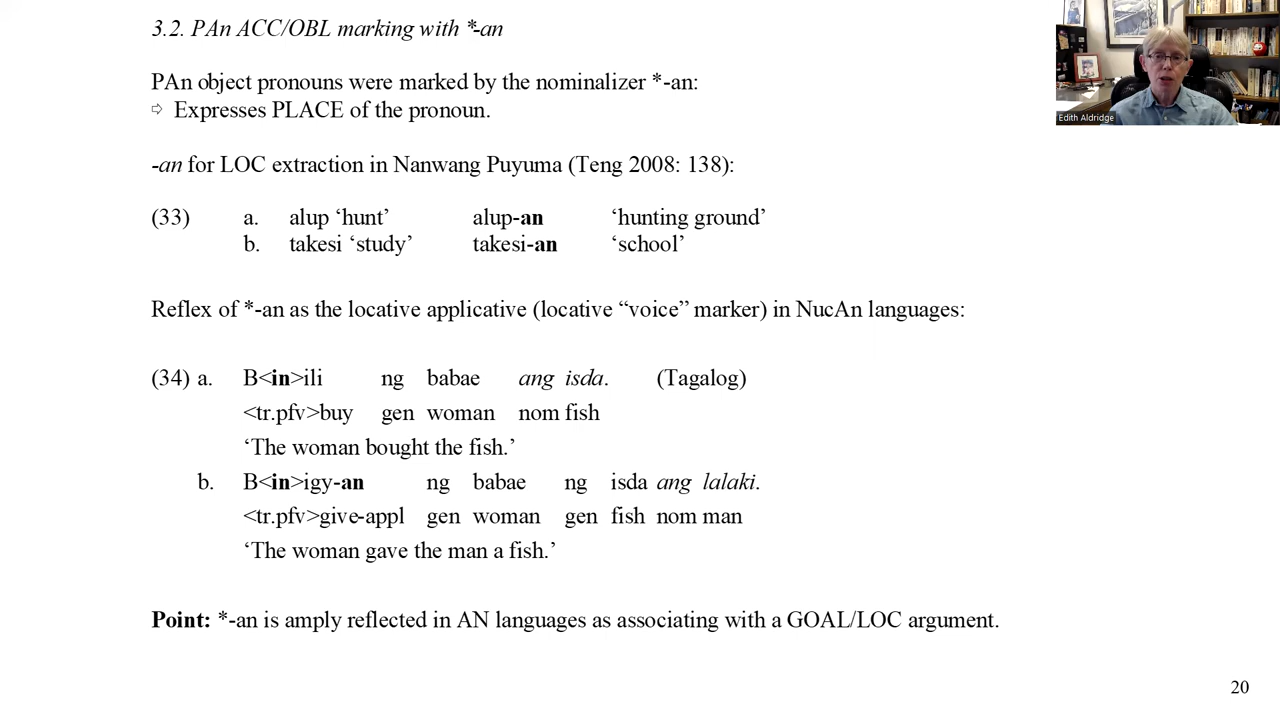 3.2. PAn ACC/OBL marking with *-an
PAn object pronouns were marked by the nominalizer *-an:
⇨ Expresses PLACE of the pronoun.
-an for LOC extraction in Nanwang Puyuma (Teng 2008: 138):
(33) a. alup ‘hunt’ alup-an ‘hunting ground’
b. takesi ‘study’ takesi-an ‘school’
Reflex of *-an as the locative applicative (locative “voice” marker) in NucAn languages:
(34) a. B<in>ili ng babae ang isda. (Tagalog)
<tr.pfv>buy gen woman nom fish
‘The woman bought the fish.’
b. B<in>igy-an ng babae ng isda ang lalaki.
<tr.pfv>give-appl gen woman gen fish nom man
‘The woman gave the man a fish.’
Point: *-an is amply reflected in AN languages as associating with a GOAL/LOC argument.
20
Edith Aldridge